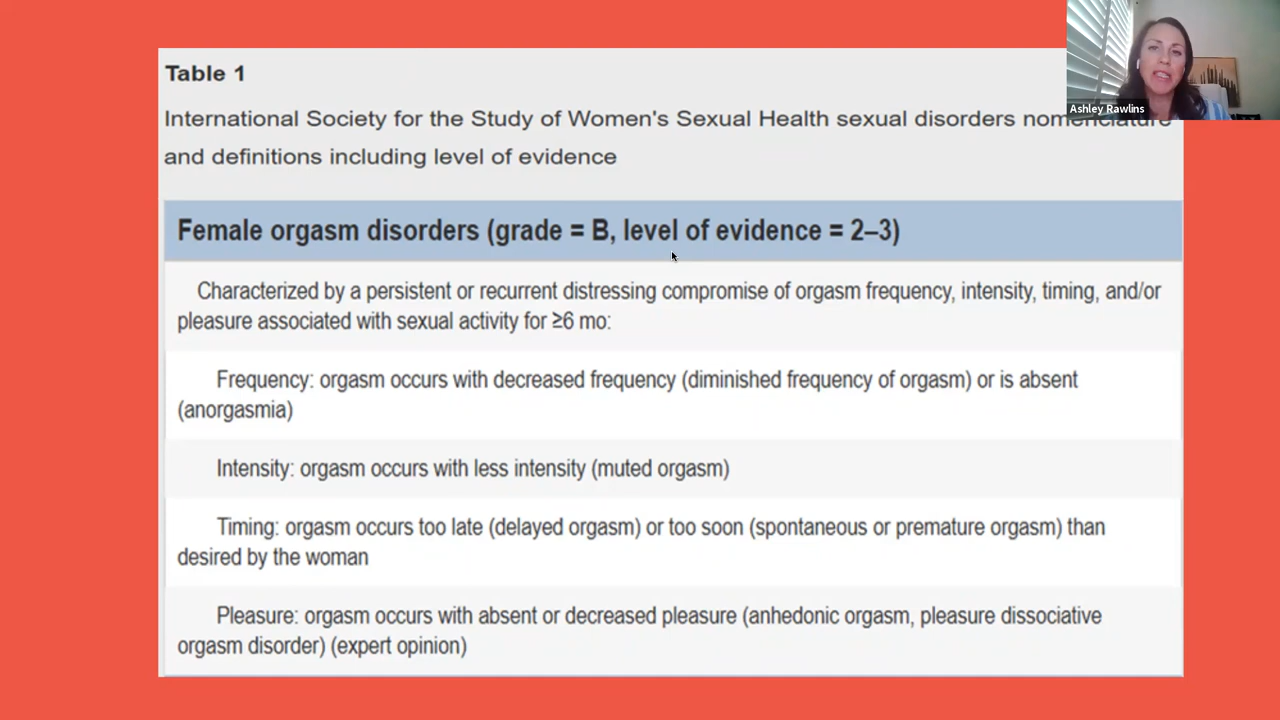 Table 1
International Society for the Study of Women's Sexual Health sexual disorders nomenclature
and definitions including level of evidence
Female orgasm disorders (grade = B, level of evidence = 2–3)
Characterized by a persistent or recurrent distressing compromise of orgasm frequency, intensity, timing, and/or
pleasure associated with sexual activity for ≥6 mo:
Frequency: orgasm occurs with decreased frequency (diminished frequency of orgasm) or is absent
(anorgasmia)
Intensity: orgasm occurs with less intensity (muted orgasm)
Timing: orgasm occurs too late (delayed orgasm) or too soon (spontaneous or premature orgasm) than
desired by the woman
Pleasure: orgasm occurs with absent or decreased pleasure (anhedonic orgasm, pleasure dissociative
orgasm disorder) (expert opinion)
Ashley Rawlins